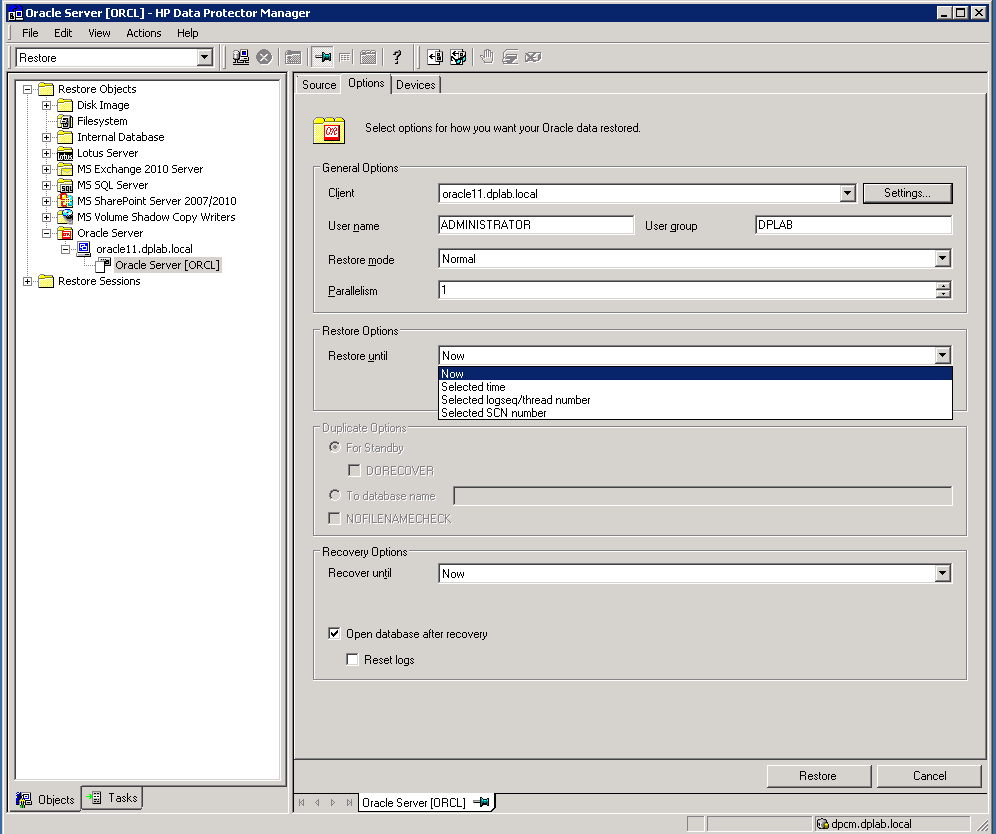 Oracle Server [ORCL] - HP Data Protector Manager
File Edit View Actions Help
Restore
?
Restore Objects
Disk Image
Filesystem
Internal Database
Lotus Server
MS Exchange 2010 Server
MS SQL Server
MS SharePoint Server 2007/2010
MS Volume Shadow Copy Writers
Oracle Server
oracle11.dplab.local
Oracle Server [ORCL]
Restore Sessions
Objects Tasks
Source Options Devices
Select options for how you want your Oracle data restored.
General Options
Client oracle11.dplab.local Settings...
User name ADMINISTRATOR User group DPLAB
Restore mode Normal
Parallelism 1
Restore Options
Restore until Now
Now
Selected time
Selected logseq/thread number
Selected SCN number
Duplicate Options
For Standby
DORECOVER
To database name
NOFILENAMECHECK
Recovery Options
Recover until Now
Open database after recovery
Reset logs
Restore Cancel
Oracle Server [ORCL]
dpcm.dplab.local